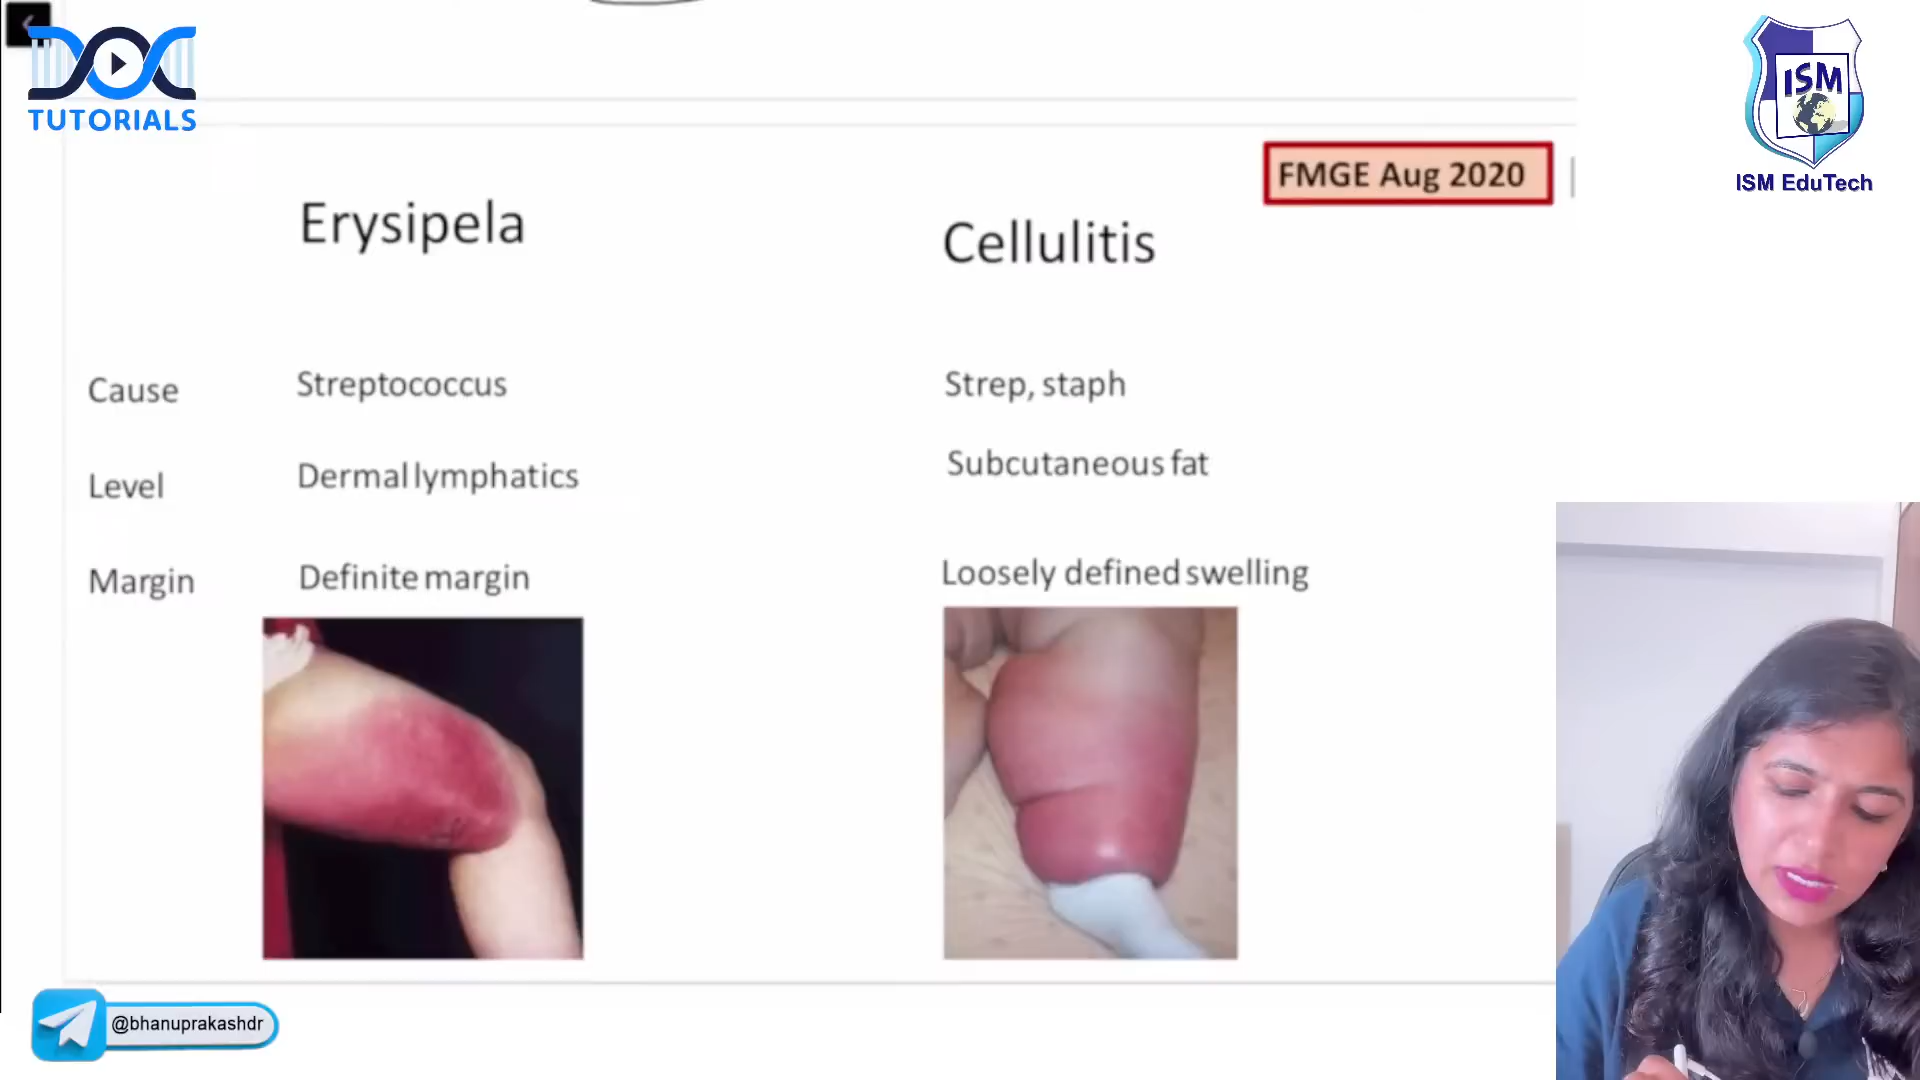 DOC
TUTORIALS
ISM
ISM EduTech
FMGE Aug 2020
Erysipela
Cellulitis
Cause
Streptococcus
Strep, staph
Level
Dermal lymphatics
Subcutaneous fat
Margin
Definite margin
Loosely defined swelling
@bhanuprakashdr